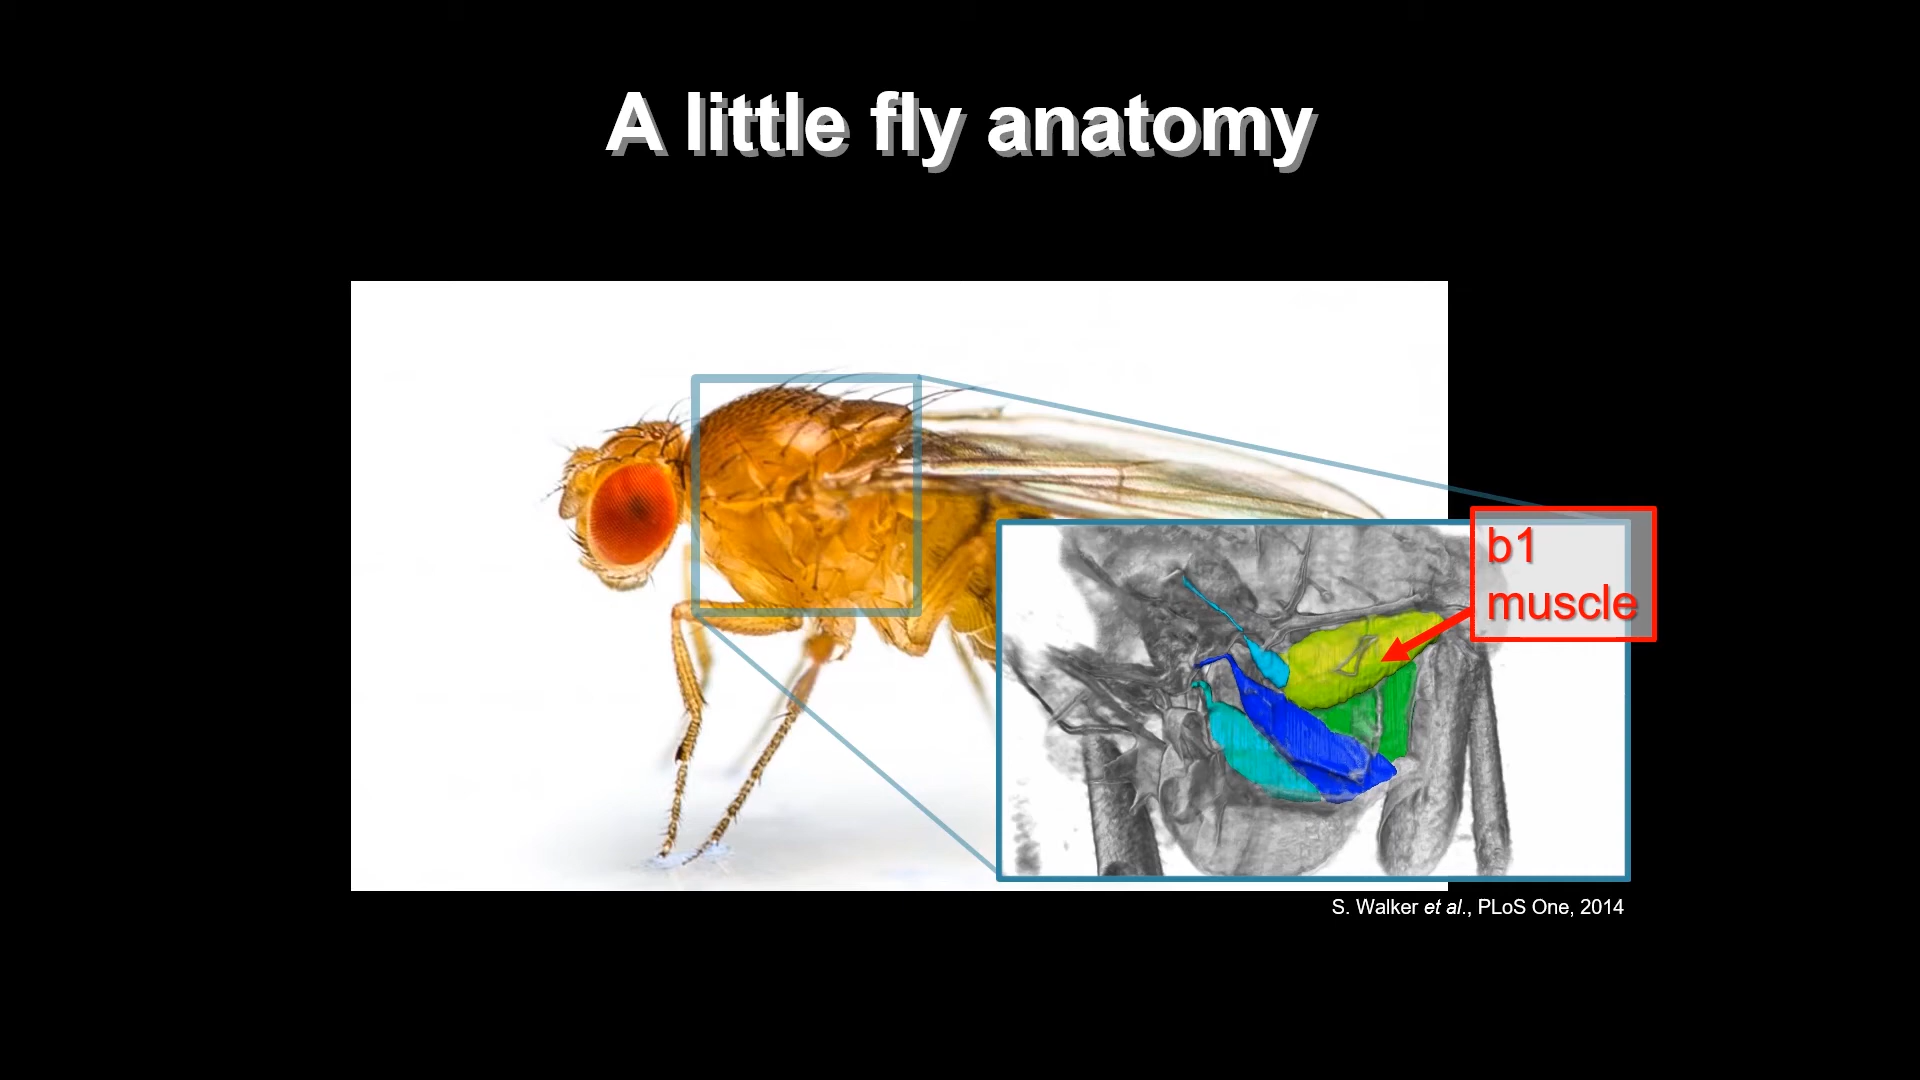 A little fly anatomy
b1
muscle
S. Walker et al., PLoS One, 2014